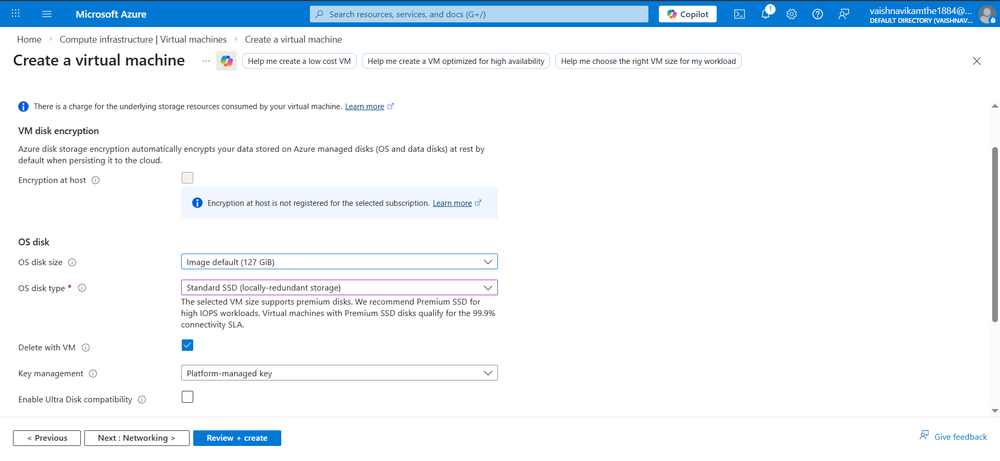 Microsoft Azure
Search resources, services, and docs (G+/)
Copilot
1
vaishnavikamthe1884@...
DEFAULT DIRECTORY (VAISHNAV...
Home > Compute infrastructure | Virtual machines > Create a virtual machine
Create a virtual machine
...
Help me create a low cost VM
Help me create a VM optimized for high availability
Help me choose the right VM size for my workload
There is a charge for the underlying storage resources consumed by your virtual machine. Learn more
VM disk encryption
Azure disk storage encryption automatically encrypts your data stored on Azure managed disks (OS and data disks) at rest by
default when persisting it to the cloud.
Encryption at host
Encryption at host is not registered for the selected subscription. Learn more
OS disk
OS disk size
Image default (127 GiB)
OS disk type *
Standard SSD (locally-redundant storage)
The selected VM size supports premium disks. We recommend Premium SSD for
high IOPS workloads. Virtual machines with Premium SSD disks qualify for the 99.9%
connectivity SLA.
Delete with VM
Key management
Platform-managed key
Enable Ultra Disk compatibility
< Previous
Next : Networking >
Review + create
Give feedback